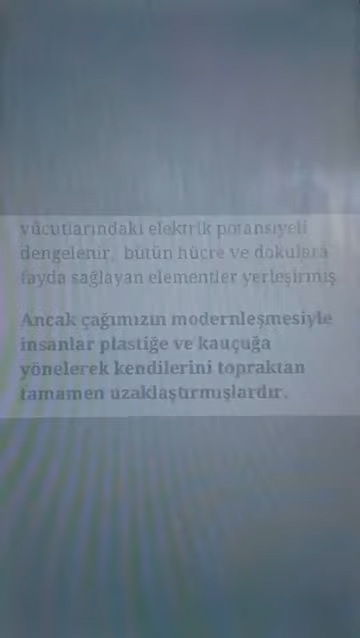 vücutlarındaki elektrik potansiyeli
dengelenir, bütün hücre ve dokulara
fayda sağlayan elementler yerleşirmiş
Ancak çağımızın modernleşmesiyle
insanlar plastiğe ve kauçuğa
yönelerek kendilerini topraktan
tamamen uzaklaştırmışlardır.